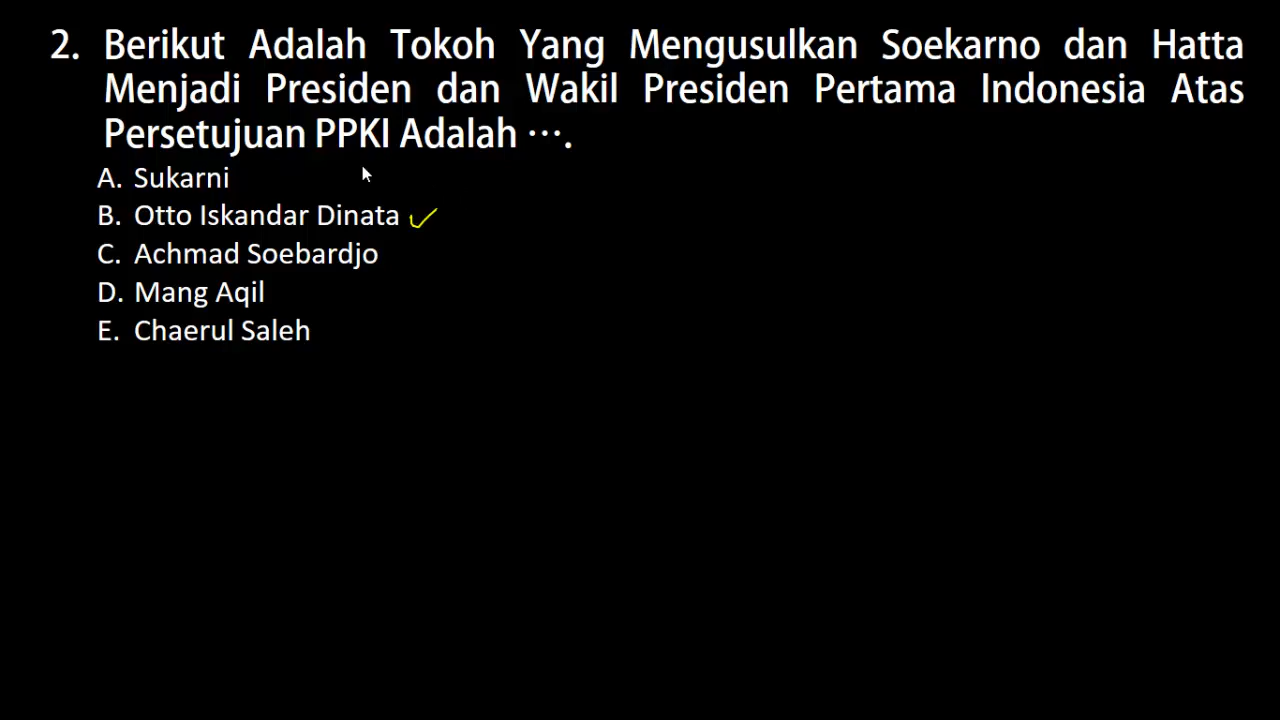 2. Berikut Adalah Tokoh Yang Mengusulkan Soekarno dan Hatta
Menjadi Presiden dan Wakil Presiden Pertama Indonesia Atas
Persetujuan PPKI Adalah ….
A. Sukarni
B. Otto Iskandar Dinata ✓
C. Achmad Soebardjo
D. Mang Aqil
E. Chaerul Saleh